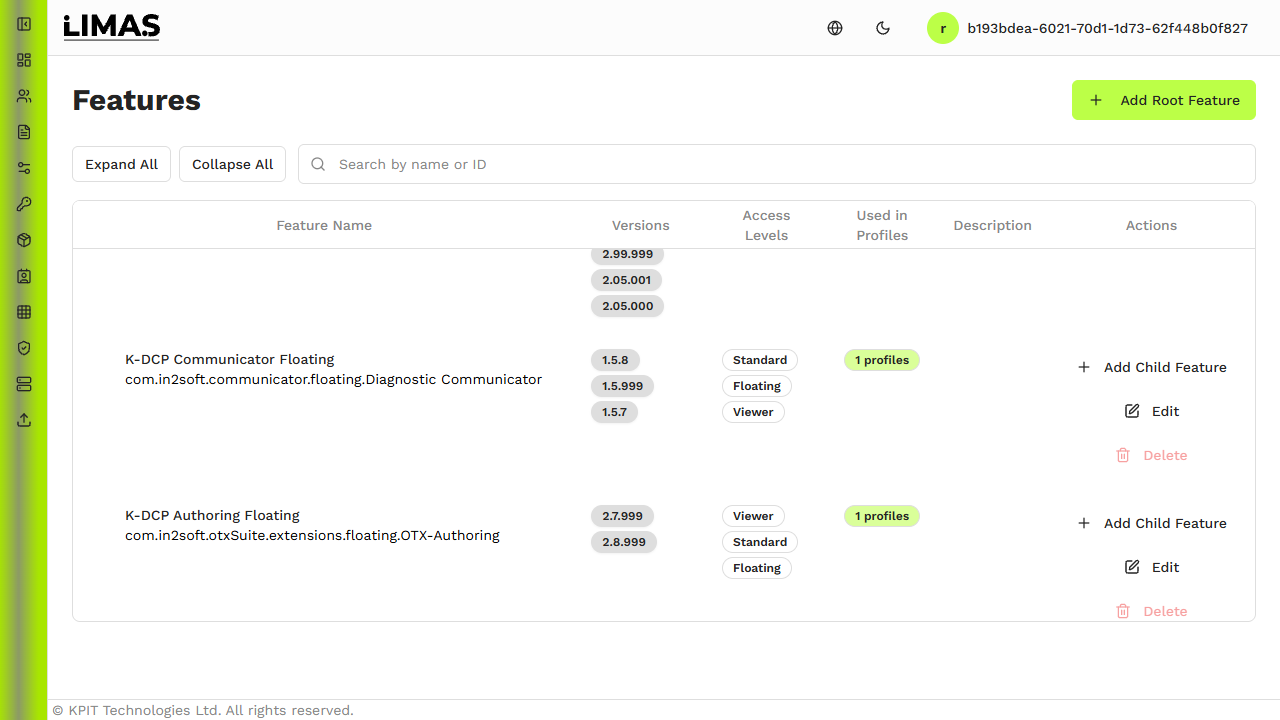 LIMAS
r
b193bdea-6021-70d1-1d73-62f448b0f827
Features
Add Root Feature
Expand All
Collapse All
Search by name or ID
Feature Name
Versions
Access
Levels
Used in
Profiles
Description
Actions
2.99.999
2.05.001
2.05.000
K-DCP Communicator Floating
com.in2soft.communicator.floating.Diagnostic Communicator
1.5.8
1.5.999
1.5.7
Standard
Floating
Viewer
1 profiles
Add Child Feature
Edit
Delete
K-DCP Authoring Floating
com.in2soft.otxSuite.extensions.floating.OTX-Authoring
2.7.999
2.8.999
Viewer
Standard
Floating
1 profiles
Add Child Feature
Edit
Delete
© KPIT Technologies Ltd. All rights reserved.